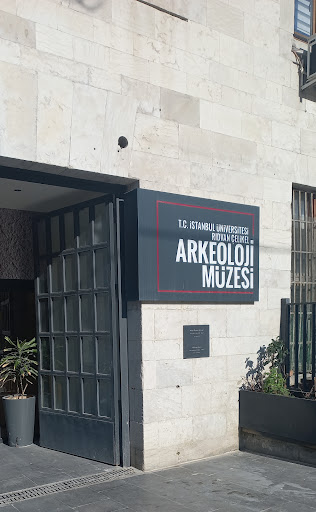 T.C. İSTANBUL ÜNİVERSİTESİ
RIDVAN ÇELİKEL
ARKEOLOJİ
MÜZESİ